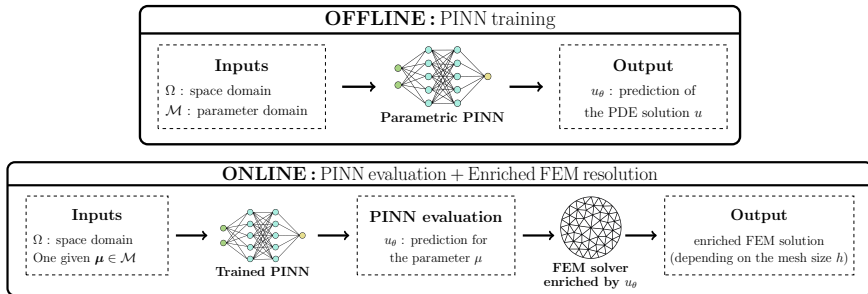 OFFLINE : PINN training
Inputs
Ω : space domain
ℳ : parameter domain
Parametric PINN
Output
u_θ : prediction of
the PDE solution u
ONLINE : PINN evaluation + Enriched FEM resolution
Inputs
Ω : space domain
One given μ ∈ ℳ
Trained PINN
PINN evaluation
u_θ : prediction for
the parameter μ
FEM solver
enriched by u_θ
Output
enriched FEM solution
(depending on the mesh size h)